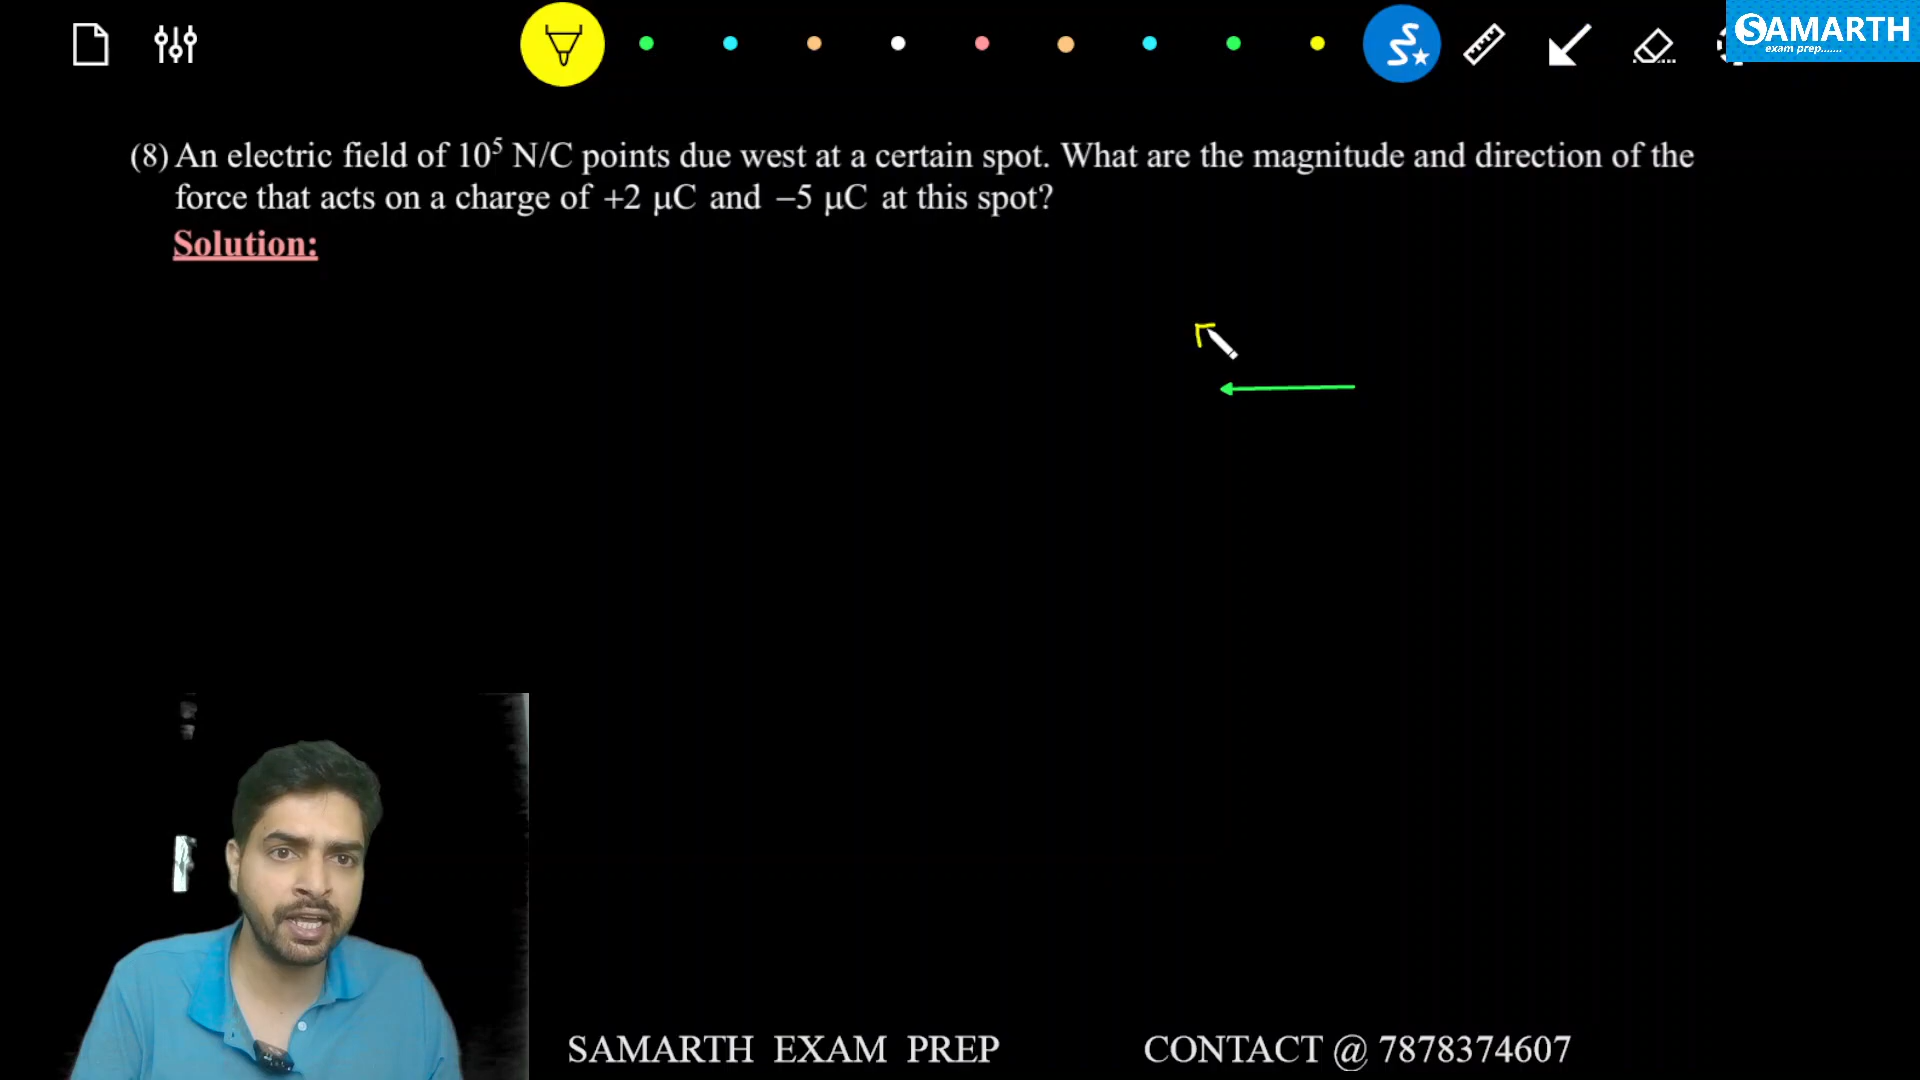 SAMARTH
exam prep.......
(8) An electric field of 10⁵ N/C points due west at a certain spot. What are the magnitude and direction of the
force that acts on a charge of +2 μC and −5 μC at this spot?
Solution:
SAMARTH EXAM PREP CONTACT @ 7878374607